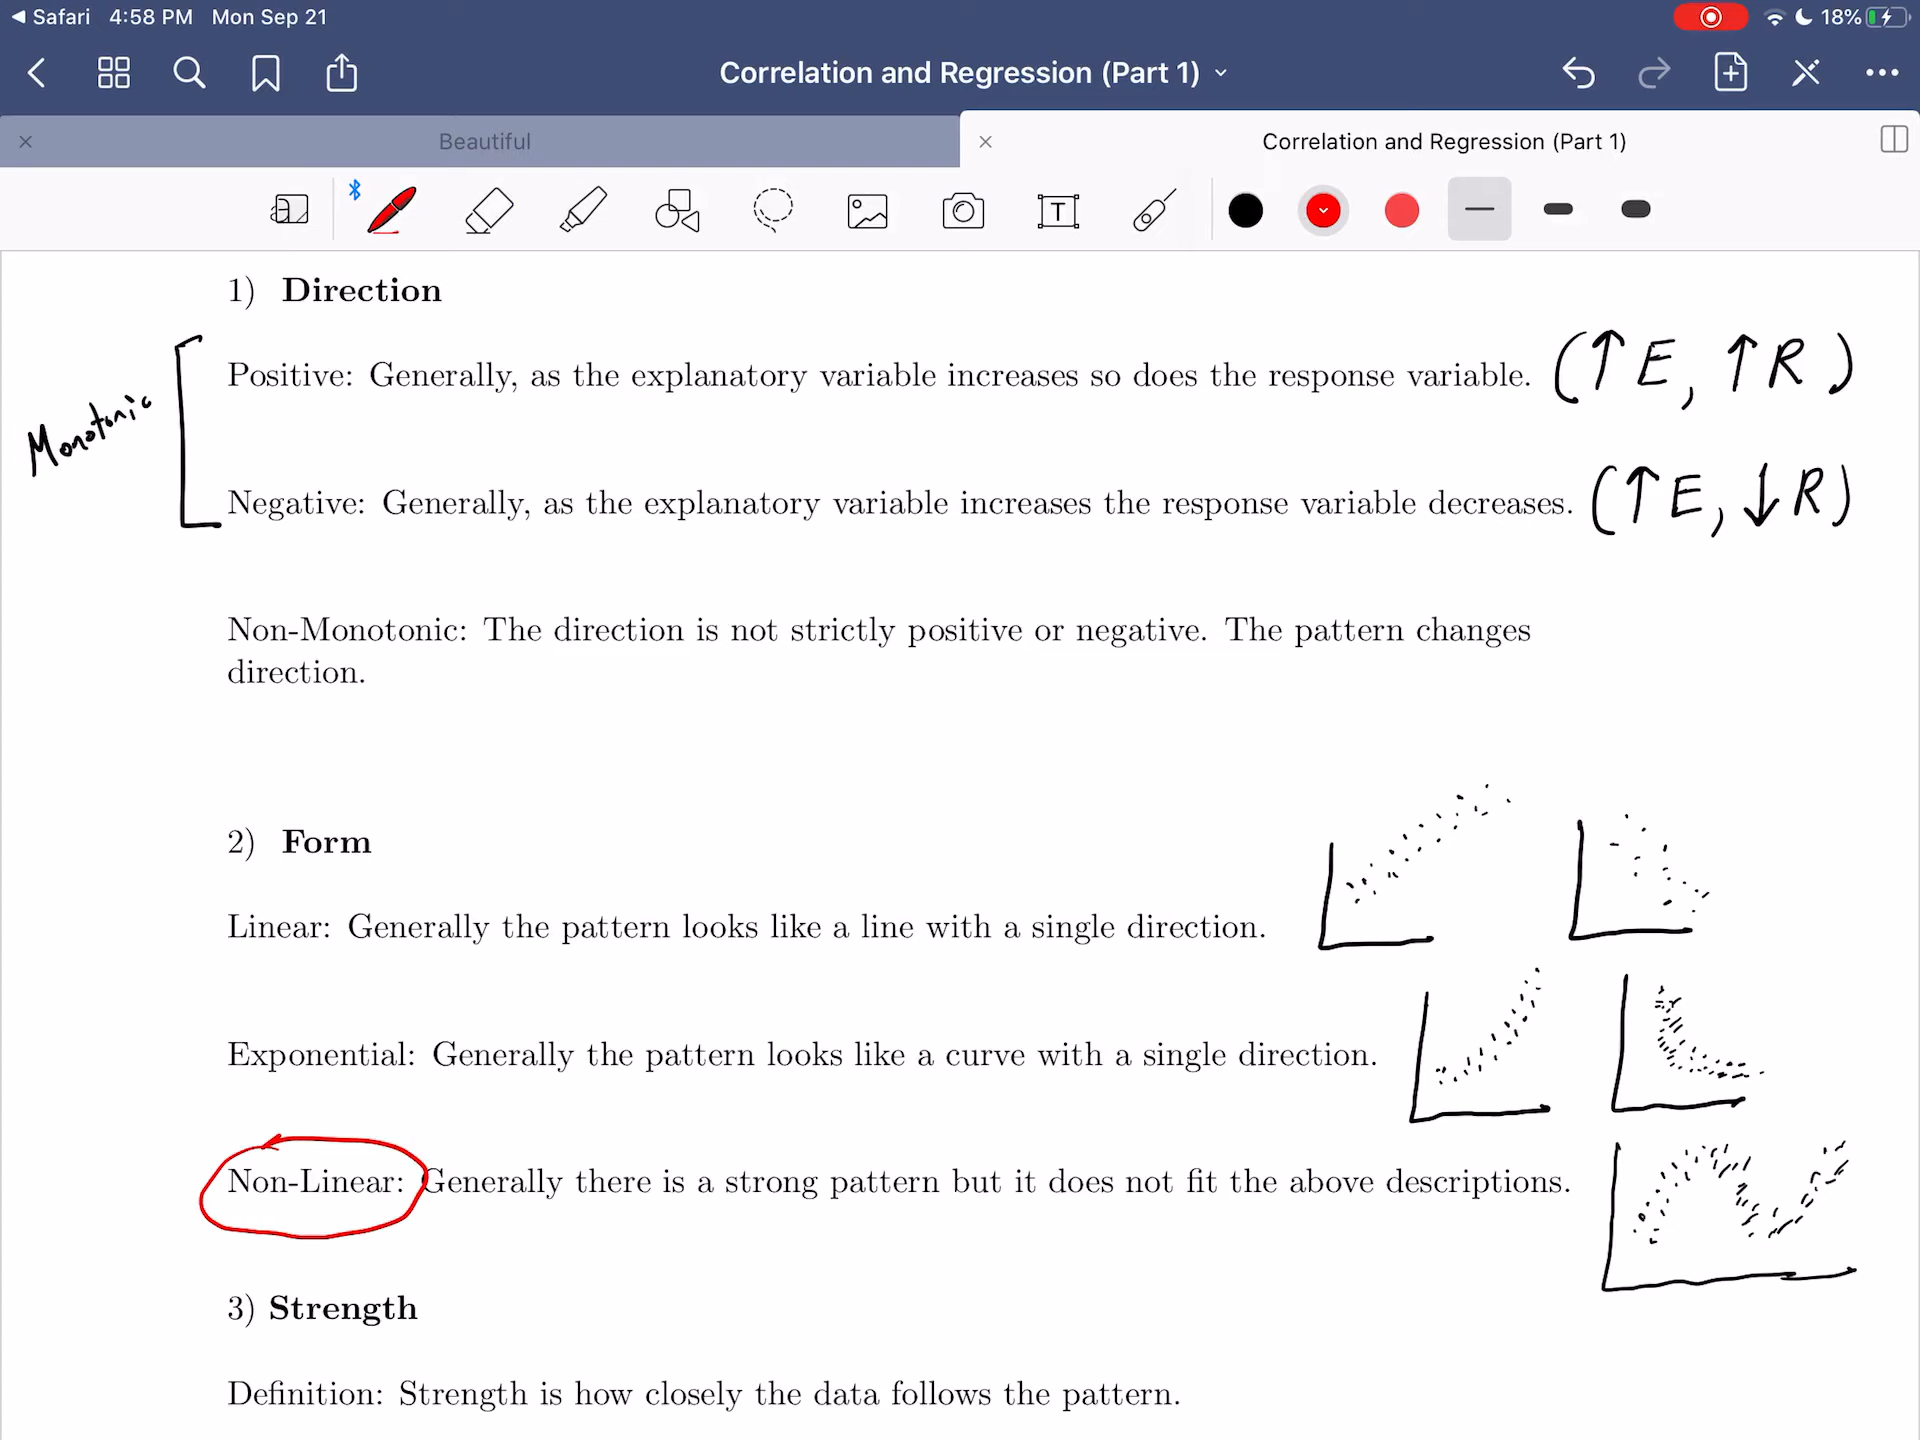 Safari 4:58 PM Mon Sep 21 18%
Correlation and Regression (Part 1)
Beautiful Correlation and Regression (Part 1)
1) Direction
Positive: Generally, as the explanatory variable increases so does the response variable. (↑E, ↑R)
Monotonic
Negative: Generally, as the explanatory variable increases the response variable decreases. (↑E, ↓R)
Non-Monotonic: The direction is not strictly positive or negative. The pattern changes
direction.
2) Form
Linear: Generally the pattern looks like a line with a single direction.
Exponential: Generally the pattern looks like a curve with a single direction.
Non-Linear: Generally there is a strong pattern but it does not fit the above descriptions.
3) Strength
Definition: Strength is how closely the data follows the pattern.